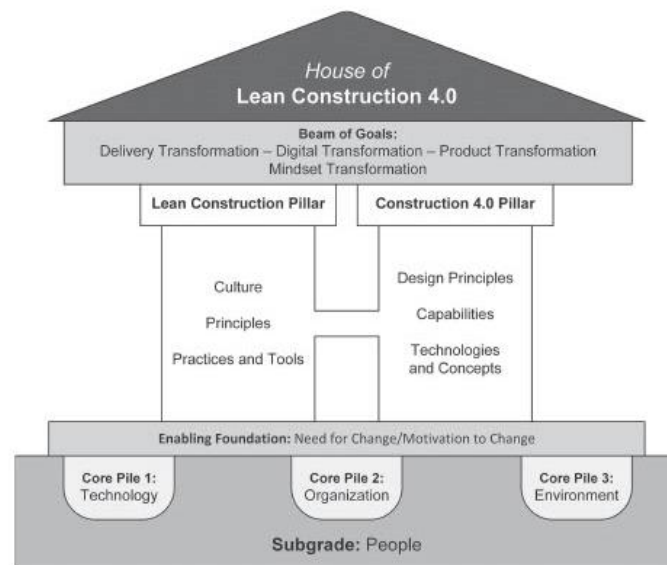 House of
Lean Construction 4.0
Beam of Goals:
Delivery Transformation – Digital Transformation – Product Transformation
Mindset Transformation
Lean Construction Pillar
Construction 4.0 Pillar
Culture
Principles
Practices and Tools
Design Principles
Capabilities
Technologies
and Concepts
Enabling Foundation: Need for Change/Motivation to Change
Core Pile 1:
Technology
Core Pile 2:
Organization
Core Pile 3:
Environment
Subgrade: People